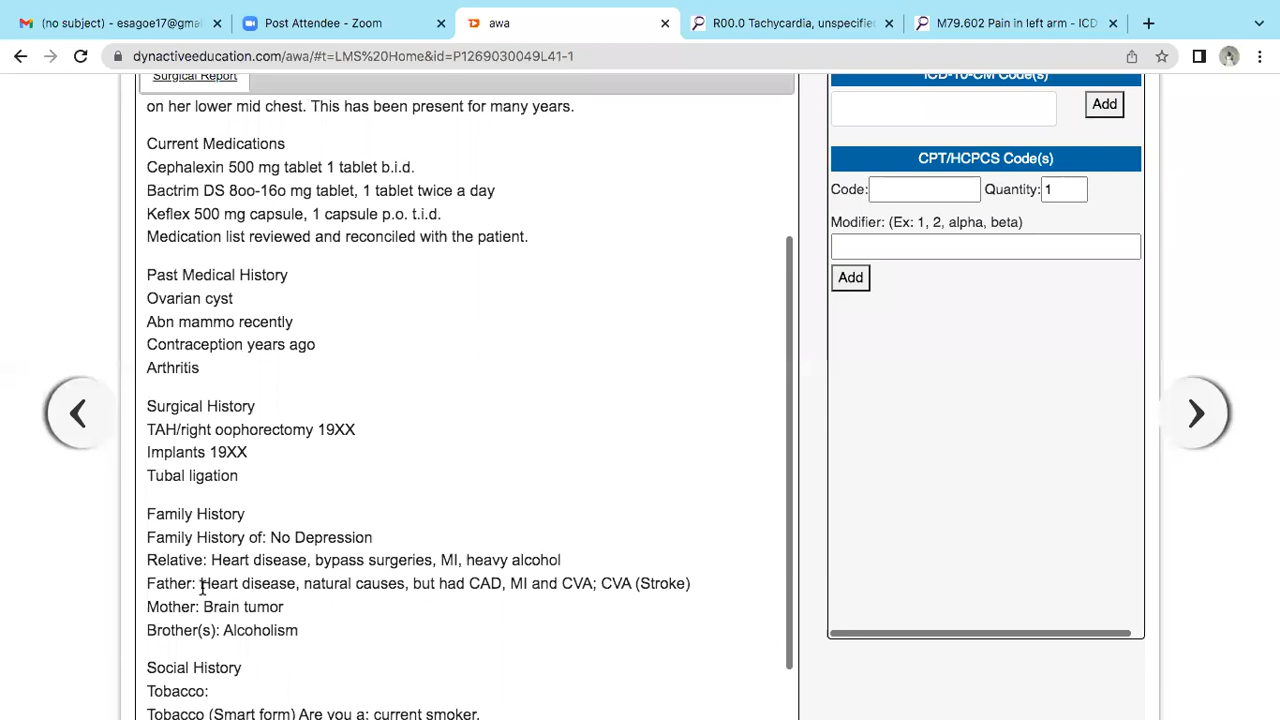 (no subject) - esagoe17@gmai
Post Attendee - Zoom
awa
R00.0 Tachycardia, unspecified
M79.602 Pain in left arm - ICD
dynactiveeducation.com/awa/#t=LMS%20Home&id=P1269030049L41-1
Surgical Report
on her lower mid chest. This has been present for many years.
Current Medications
Cephalexin 500 mg tablet 1 tablet b.i.d.
Bactrim DS 8oo-16o mg tablet, 1 tablet twice a day
Keflex 500 mg capsule, 1 capsule p.o. t.i.d.
Medication list reviewed and reconciled with the patient.
Past Medical History
Ovarian cyst
Abn mammo recently
Contraception years ago
Arthritis
Surgical History
TAH/right oophorectomy 19XX
Implants 19XX
Tubal ligation
Family History
Family History of: No Depression
Relative: Heart disease, bypass surgeries, MI, heavy alcohol
Father: Heart disease, natural causes, but had CAD, MI and CVA; CVA (Stroke)
Mother: Brain tumor
Brother(s): Alcoholism
Social History
Tobacco:
Tobacco (Smart form) Are you a: current smoker.
ICD-10-CM Code(s)
Add
CPT/HCPCS Code(s)
Code: Quantity: 1
Modifier: (Ex: 1, 2, alpha, beta)
Add